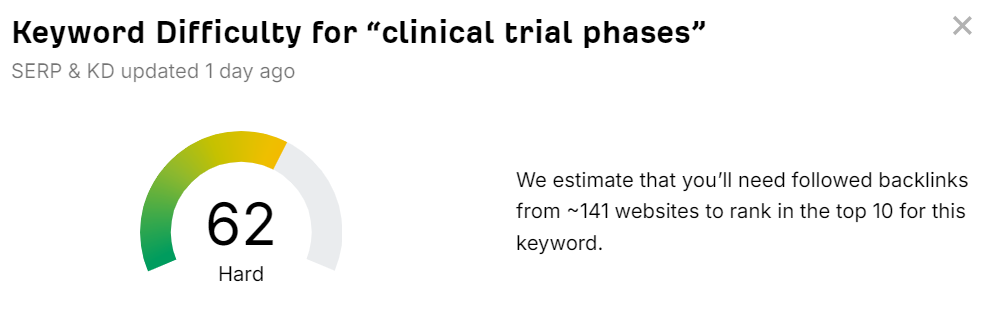 Keyword Difficulty for “clinical trial phases”
SERP & KD updated 1 day ago
62
Hard
We estimate that you’ll need followed backlinks
from ~141 websites to rank in the top 10 for this
keyword.